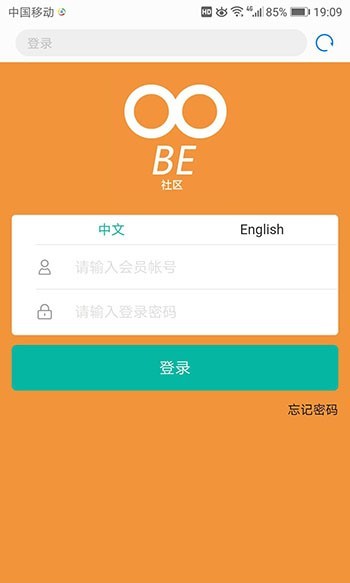 中国移动 HD 4G 85% 19:09
登录
BE
社区
中文 English
请输入会员帐号
请输入登录密码
登录
忘记密码